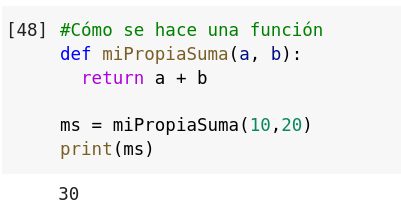 [48] #Cómo se hace una función
def miPropiaSuma(a, b):
  return a + b

ms = miPropiaSuma(10,20)
print(ms)

30